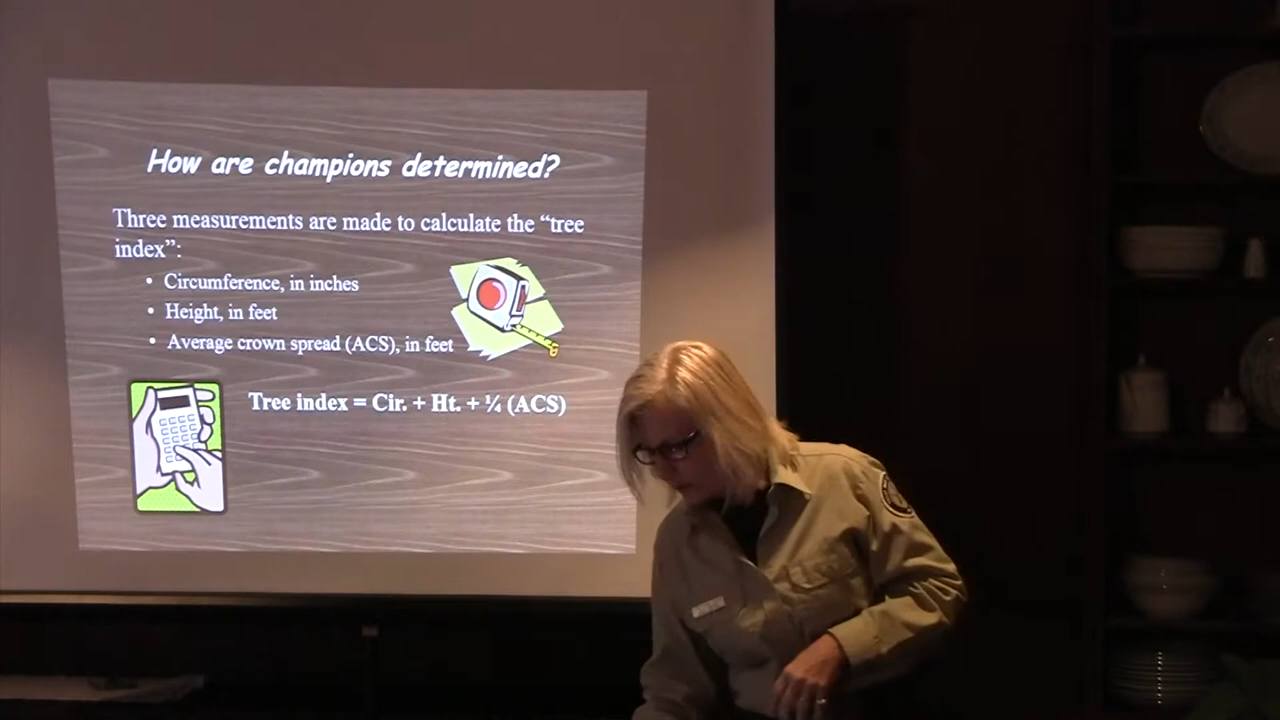 How are champions determined?
Three measurements are made to calculate the “tree
index”:
• Circumference, in inches
• Height, in feet
• Average crown spread (ACS), in feet
Tree index = Cir. + Ht. + ¼ (ACS)